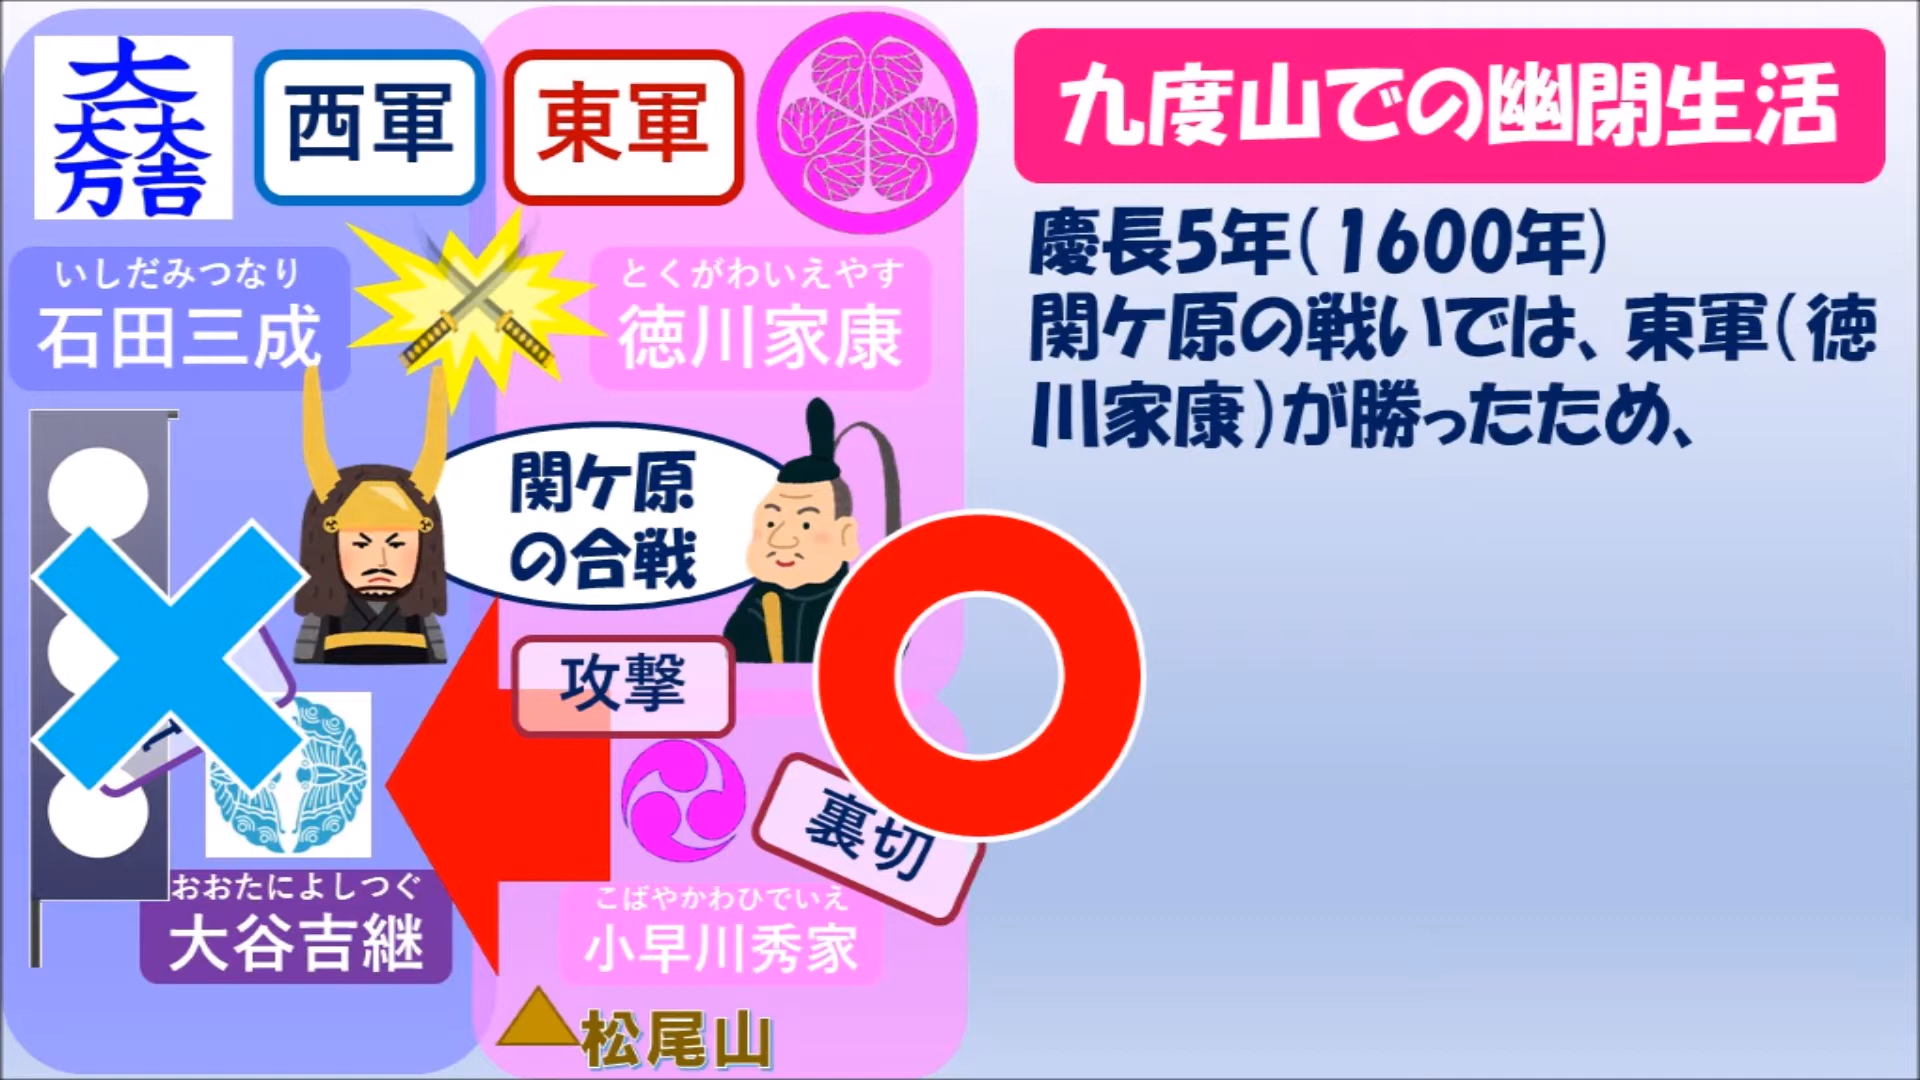 大一大万大吉
西軍
東軍
九度山での幽閉生活
慶長5年(1600年)
関ケ原の戦いでは、東軍(徳
川家康)が勝ったため、
いしだみつなり
石田三成
とくがわいえやす
徳川家康
関ケ原
の合戦
攻撃
裏切
おおたによしつぐ
大谷吉継
こばやかわひでいえ
小早川秀家
松尾山